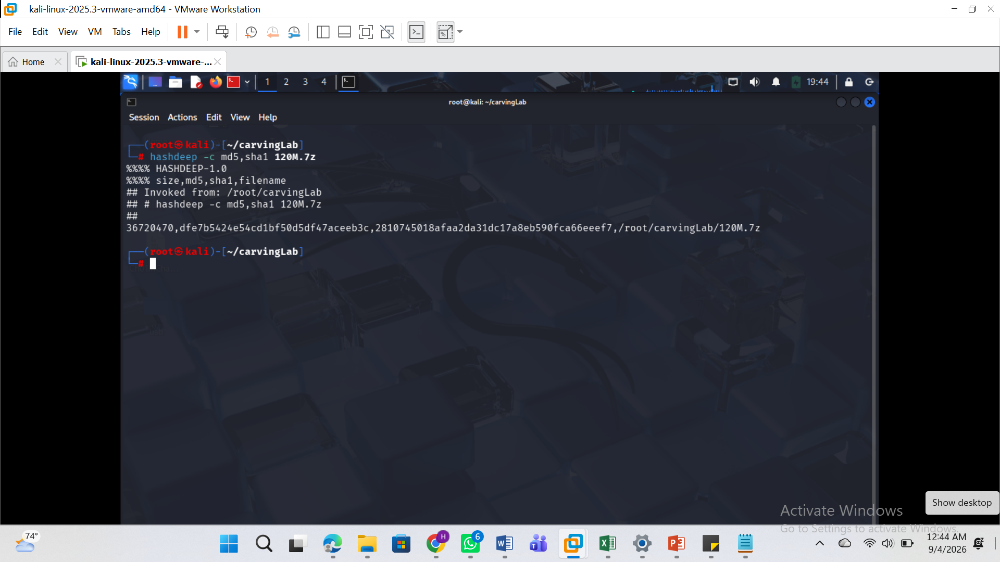 kali-linux-2025.3-vmware-amd64 - VMware Workstation
File Edit View VM Tabs Help
Home kali-linux-2025.3-vmware-...
1 2 3 4 19:44
root@kali: ~/carvingLab
Session Actions Edit View Help
┌──(root㉿kali)-[~/carvingLab]
└─# hashdeep -c md5,sha1 120M.7z
%%%% HASHDEEP-1.0
%%%% size,md5,sha1,filename
## Invoked from: /root/carvingLab
## # hashdeep -c md5,sha1 120M.7z
##
36720470,dfe7b5424e54cd1bf50d5df47aceeb3c,2810745018afaa2da31dc17a8eb590fca66eeef7,/root/carvingLab/120M.7z
┌──(root㉿kali)-[~/carvingLab]
└─#
Show desktop
Activate Windows
Go to Settings to activate Windows.
74°
H
6
12:44 AM
9/4/2026